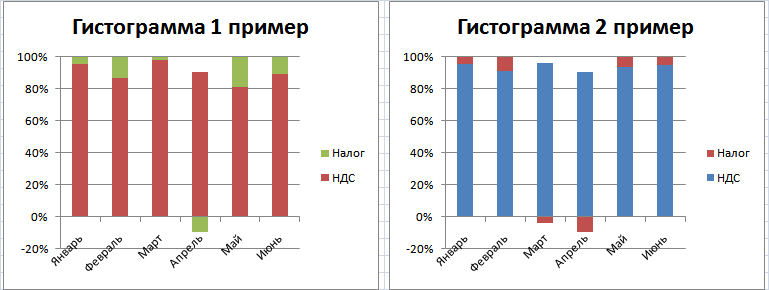 Гистограмма 1 пример
100%
80%
60%
40%
20%
0%
-20%
Январь
Февраль
Март
Апрель
Май
Июнь
Налог
НДС
Гистограмма 2 пример
100%
80%
60%
40%
20%
0%
-20%
Январь
Февраль
Март
Апрель
Май
Июнь
Налог
НДС